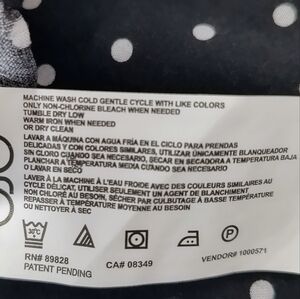 MACHINE WASH COLD GENTLE CYCLE WITH LIKE COLORS
ONLY NON-CHLORINE BLEACH WHEN NEEDED
TUMBLE DRY LOW
WARM IRON WHEN NEEDED
OR DRY CLEAN
LAVAR A MÁQUINA CON AGUA FRÍA EN EL CICLO PARA PRENDAS
DELICADAS Y CON COLORES SIMILARES, UTILIZAR ÚNICAMENTE BLANQUEADOR
SIN CLORO CUANDO SEA NECESARIO, SECAR EN SECADORA A TEMPERATURA BAJA
PLANCHAR A TEMPERATURA MEDIA CUANDO SEA NECESARIO
O LAVAR EN SECO
LAVER À LA MACHINE À L'EAU FROIDE AVEC DES COULEURS SIMILAIRES AU
CYCLE DÉLICAT, UTILISER SEULEMENT UN AGENT DE BLANCHIMENT
NON CHLORÉ AU BESOIN, SÉCHER PAR CULBUTAGE À BASSE TEMPÉRATURE
REPASSER À TEMPÉRATURE MOYENNE AU BESOIN
OU NETTOYER À SEC
30°C
RN# 89828
CA# 08349
VENDOR# 1000571
PATENT PENDING